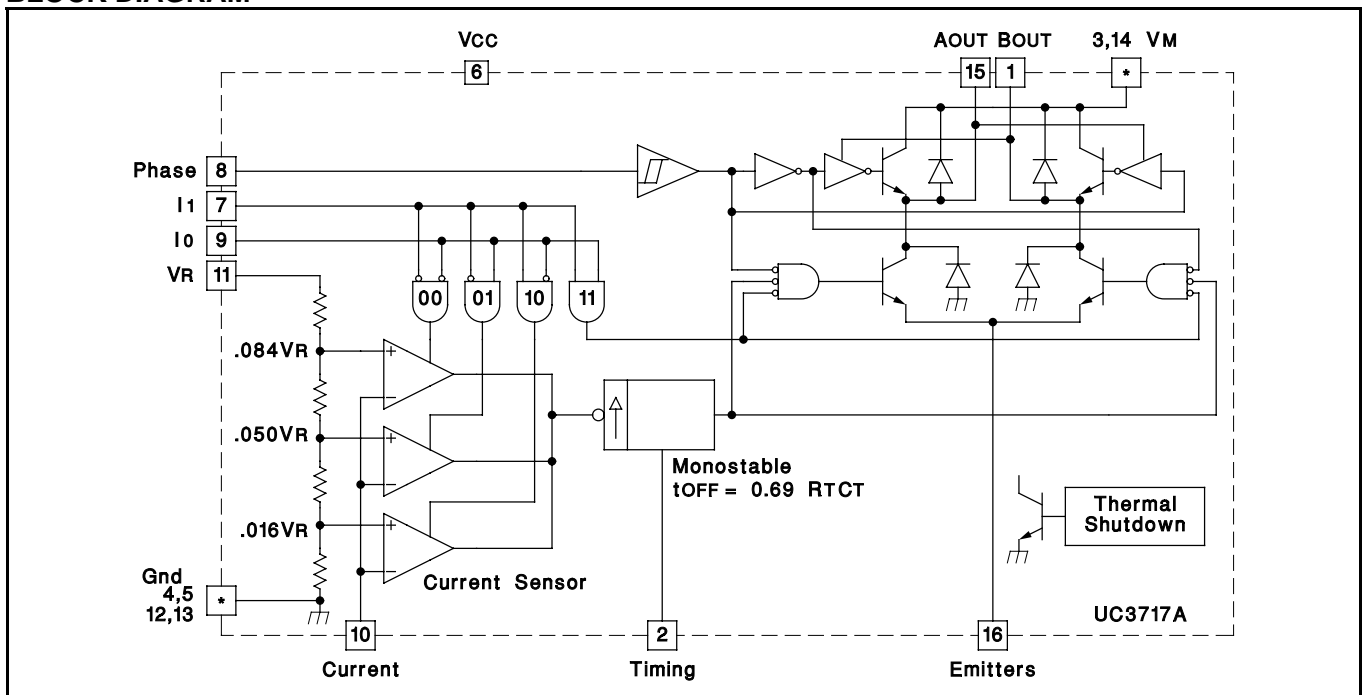 VCC
AOUT BOUT 3,14 VM
6
15 1 *
Phase 8
I1 7
I0 9
VR 11
00 01 10 11
.084VR
+
−
.050VR
+
−
Monostable
tOFF = 0.69 RTCT
.016VR
+
−
Thermal
Shutdown
Current Sensor
Gnd
4,5
12,13
*
UC3717A
10 2 16
Current Timing Emitters